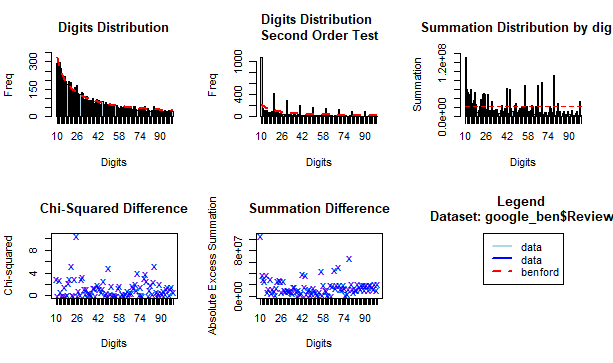 Digits Distribution
Freq
0 150 300
10 26 42 58 74 90
Digits
Digits Distribution
Second Order Test
Freq
0 400 1000
10 26 42 58 74 90
Digits
Summation Distribution by dig
Summation
0.0e+00 1.2e+08
10 26 42 58 74 90
Digits
Chi-Squared Difference
Chi-squared
0 4 8
10 26 42 58 74 90
Digits
Summation Difference
Absolute Excess Summation
0e+00 8e+07
10 26 42 58 74 90
Digits
Legend
Dataset: google_ben$Review
data
data
benford